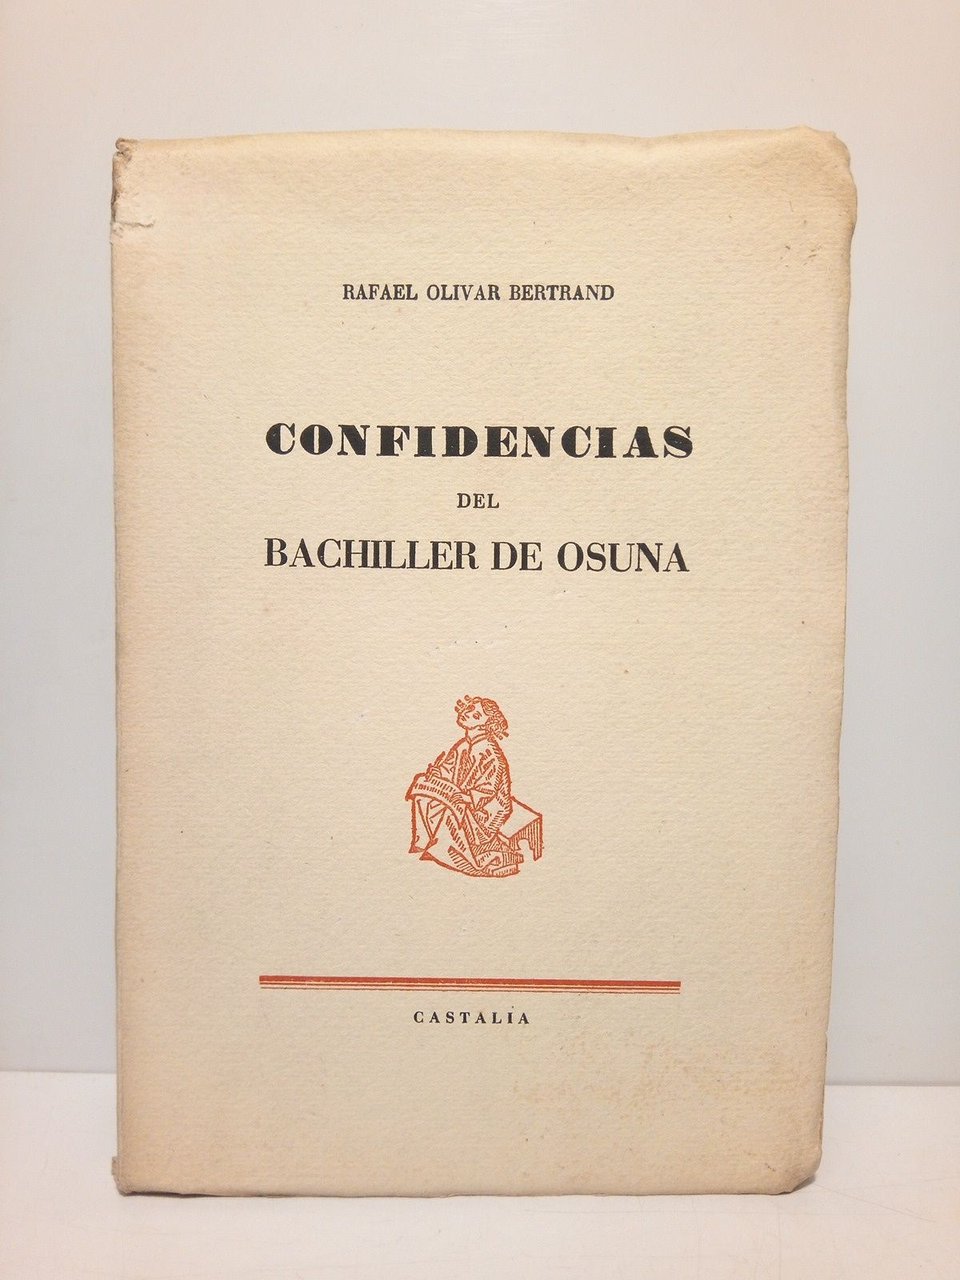 RAFAEL OLIVAR BERTRAND
CONFIDENCIAS
DEL
BACHILLER DE OSUNA
CASTALIA